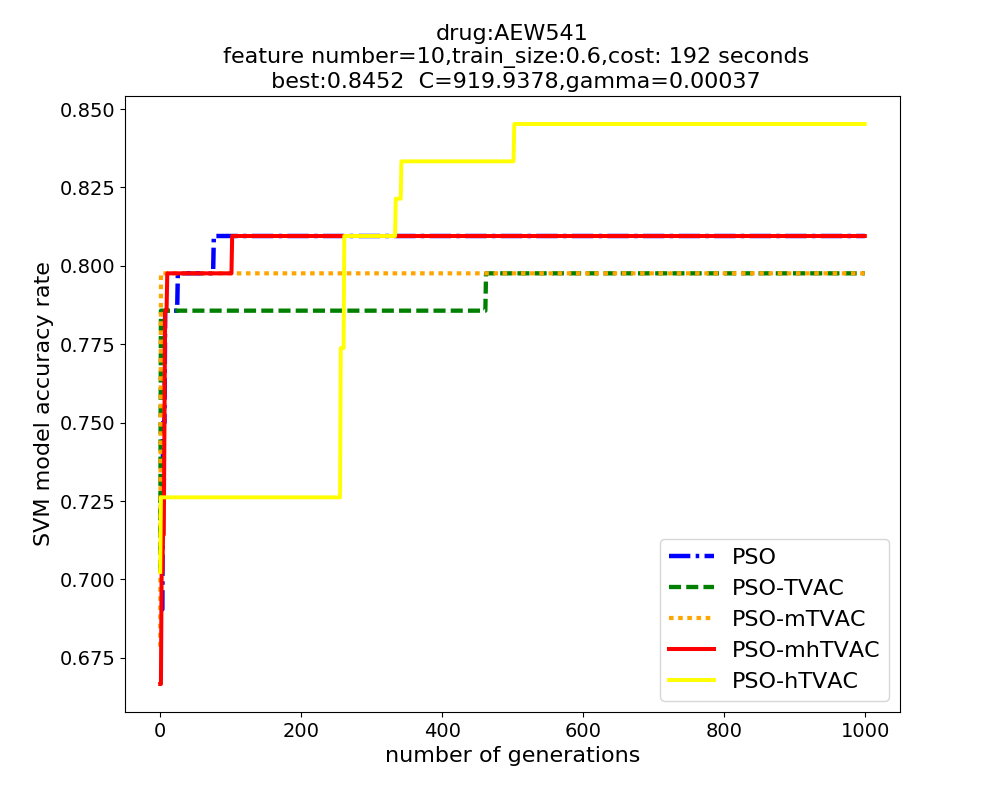 drug:AEW541
feature number=10,train_size:0.6,cost: 192 seconds
best:0.8452  C=919.9378,gamma=0.00037
0.850
0.825
0.800
0.775
0.750
0.725
0.700
0.675
SVM model accuracy rate
PSO
PSO-TVAC
PSO-mTVAC
PSO-mhTVAC
PSO-hTVAC
0 200 400 600 800 1000
number of generations